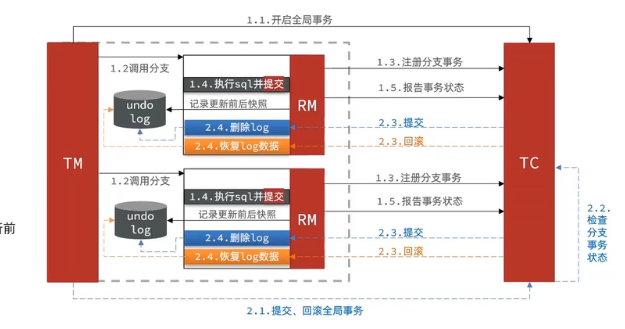 1.1.开启全局事务
1.2调用分支
1.3.注册分支事务
1.4.执行sql并提交
1.5.报告事务状态
undo
log
记录更新前后快照
RM
2.4.删除log
2.3.提交
2.4.恢复log数据
2.3.回滚
TM
TC
1.2调用分支
1.3.注册分支事务
1.4.执行sql并提交
1.5.报告事务状态
undo
log
记录更新前后快照
RM
2.4.删除log
2.3.提交
2.4.恢复log数据
2.3.回滚
2.2.
检查
分支
事务
状态
新前
2.1.提交、回滚全局事务